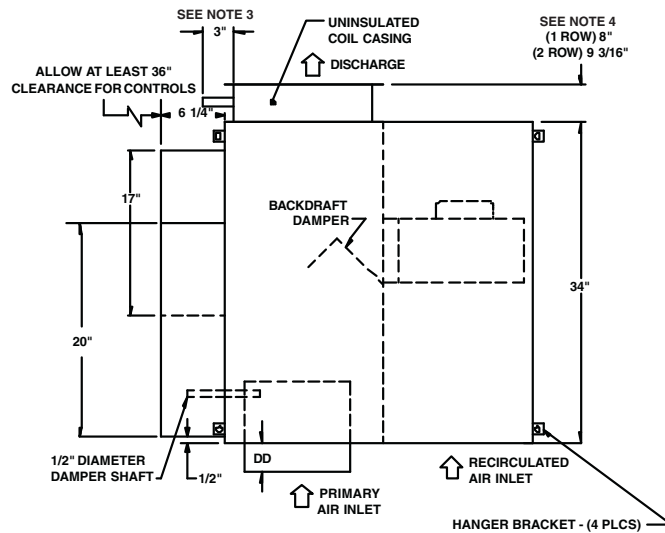 SEE NOTE 3
3"
UNINSULATED
COIL CASING
DISCHARGE
SEE NOTE 4
(1 ROW) 8"
(2 ROW) 9 3/16"
ALLOW AT LEAST 36"
CLEARANCE FOR CONTROLS
6 1/4"
17"
BACKDRAFT
DAMPER
34"
20"
1/2" DIAMETER
DAMPER SHAFT
1/2"
DD
PRIMARY
AIR INLET
RECIRCULATED
AIR INLET
HANGER BRACKET - (4 PLCS)